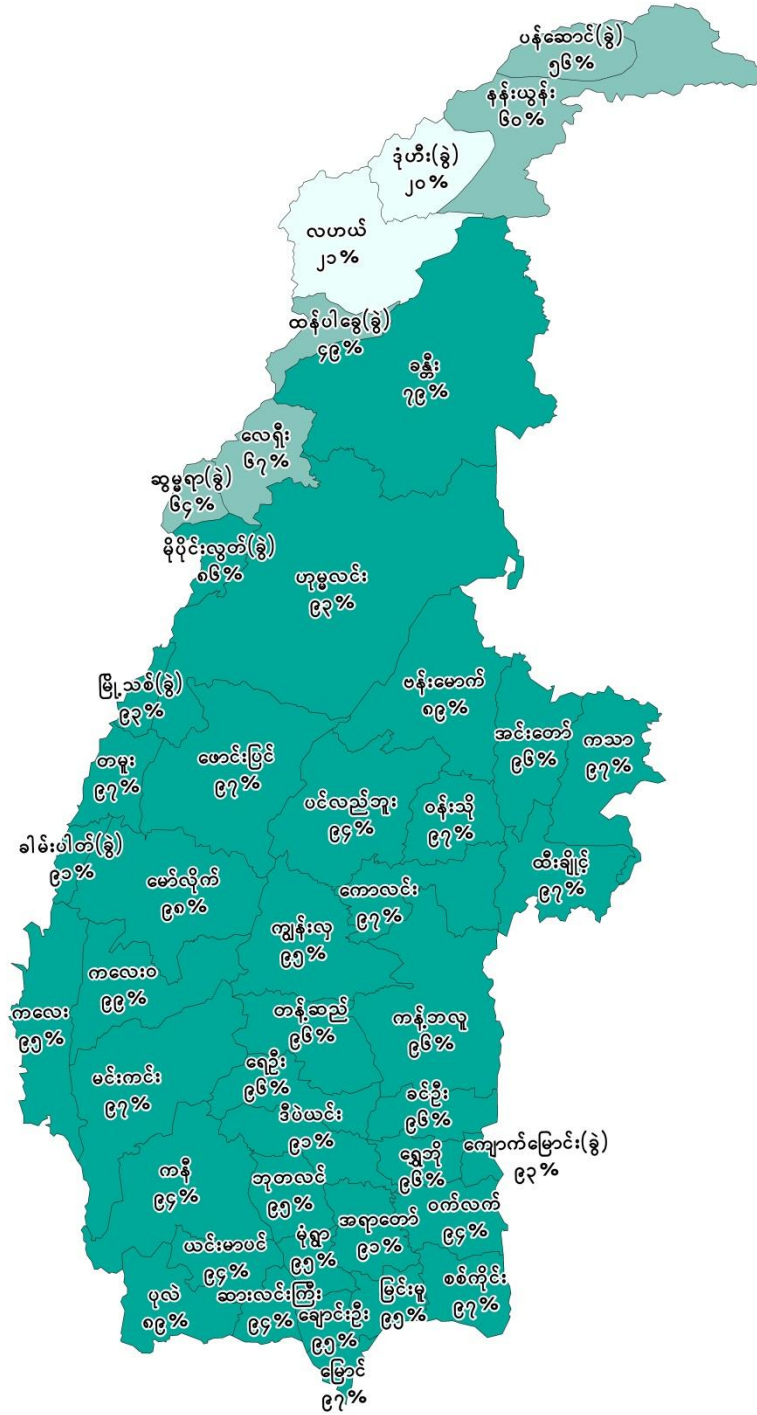 ပန်ဆောင်(ခွဲ)
၅၆%
နန်းယွန်း
၆၀%
ဒုံဟီး(ခွဲ)
၂၀%
လဟယ်
၂၁%
ထန်ပါခွေ(ခွဲ)
၄၉%
ခန္တီး
၇၉%
လေရှီး
၆၇%
ဆွမ္မရာ(ခွဲ)
၆၄%
မိုပိုင်းလွတ်(ခွဲ)
၈၆%
ဟုမ္မလင်း
၉၃%
မြို့သစ်(ခွဲ)
၉၃%
ဗန်းမောက်
၈၉%
အင်းတော်
၉၆%
ကသာ
၉၇%
တမူး
၉၇%
ဖောင်းပြင်
၉၇%
ပင်လည်ဘူး
၉၄%
ဝန်းသို
၉၇%
ခါမ်းပါတ်(ခွဲ)
၉၁%
မော်လိုက်
၉၈%
ကောလင်း
၉၇%
ထီးချိုင့်
၉၇%
ကျွန်းလှ
၉၅%
ကလေးဝ
၉၉%
ကလေး
၉၅%
တန့်ဆည်
၉၆%
ကန့်ဘလူ
၉၆%
မင်းကင်း
၉၇%
ရေဦး
၉၆%
ခင်ဦး
၉၆%
ဒီပဲယင်း
၉၁%
ရွှေဘို
၉၆%
ကျောက်မြောင်း(ခွဲ)
၉၃%
ကနီ
၉၄%
ဘုတလင်
၉၅%
အရာတော်
၉၁%
ဝက်လက်
၉၄%
ယင်းမာပင်
၉၄%
မုံရွာ
၉၅%
စစ်ကိုင်း
၉၇%
ပုလဲ
၈၉%
ဆားလင်းကြီး
၉၄%
ချောင်းဦး
၉၅%
မြင်းမူ
၉၅%
မြောင်
၉၇%